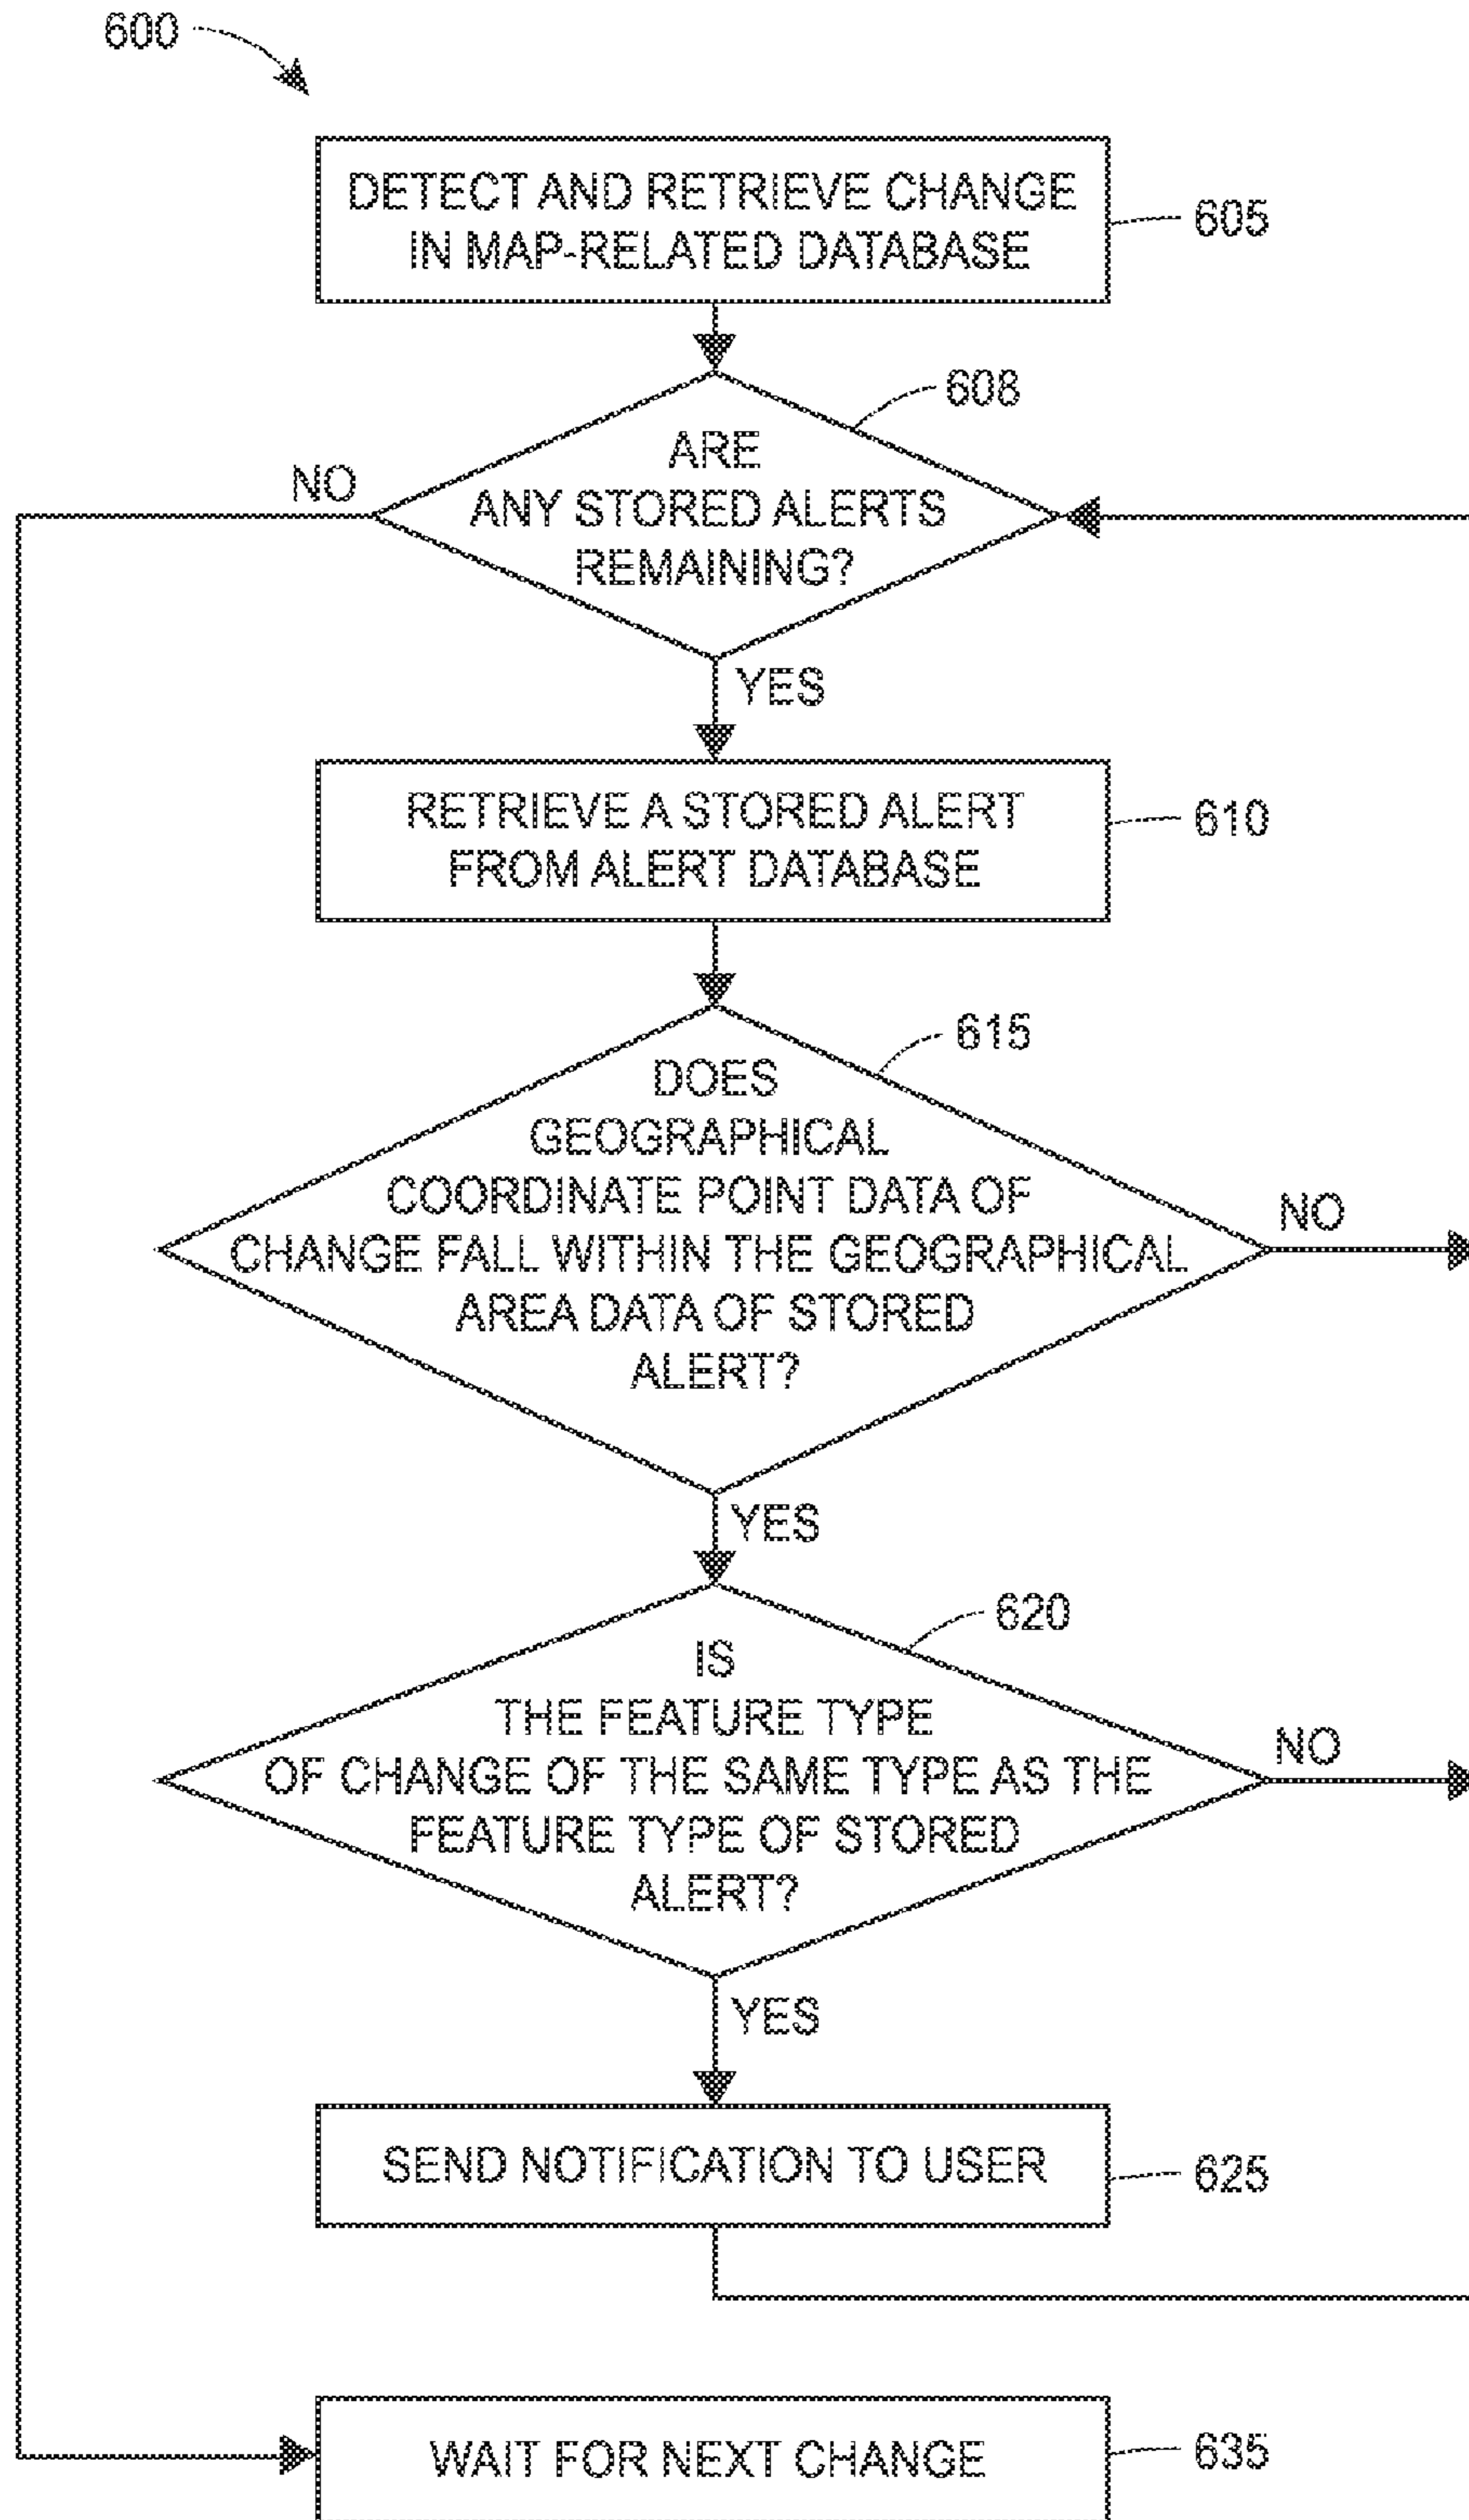 600
DETECT AND RETRIEVE CHANGE
IN MAP-RELATED DATABASE
605
608
ARE
ANY STORED ALERTS
REMAINING?
NO
YES
RETRIEVE A STORED ALERT
FROM ALERT DATABASE
610
615
DOES
GEOGRAPHICAL
COORDINATE POINT DATA OF
CHANGE FALL WITHIN THE GEOGRAPHICAL
AREA DATA OF STORED
ALERT?
NO
YES
620
IS
THE FEATURE TYPE
OF CHANGE OF THE SAME TYPE AS THE
FEATURE TYPE OF STORED
ALERT?
NO
YES
SEND NOTIFICATION TO USER
625
WAIT FOR NEXT CHANGE
635